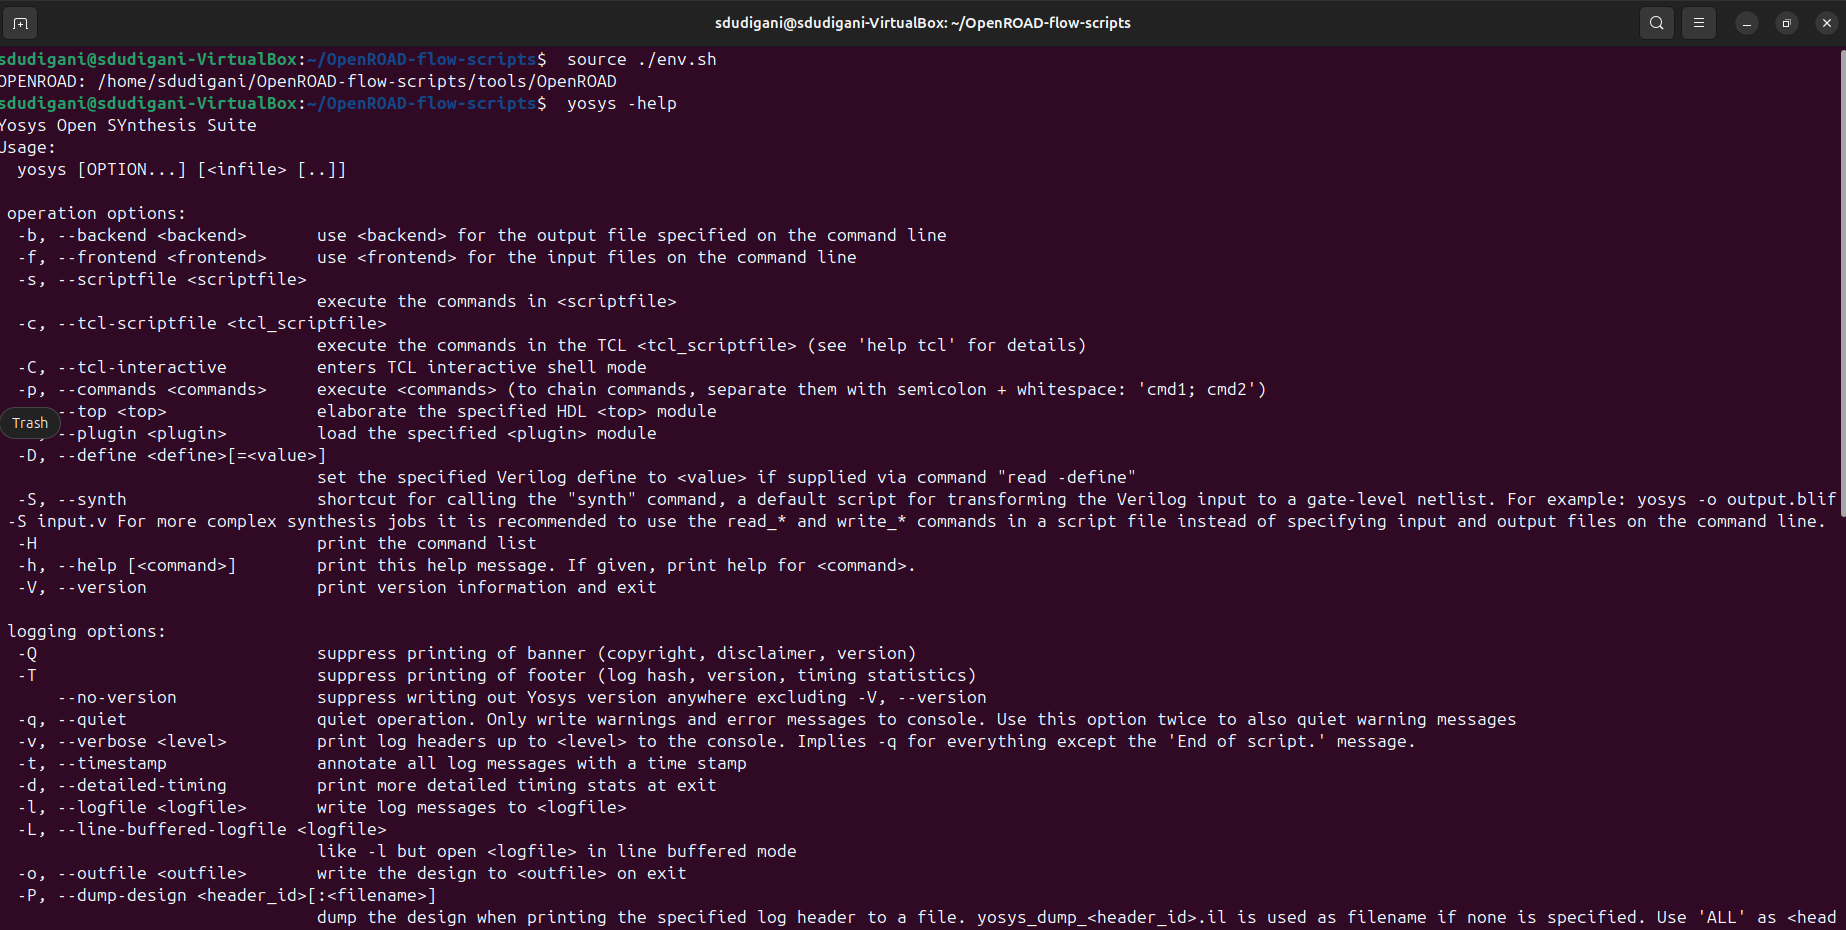 sdudigani@sdudigani-VirtualBox: ~/OpenROAD-flow-scripts
sdudigani@sdudigani-VirtualBox:~/OpenROAD-flow-scripts$  source ./env.sh
OPENROAD: /home/sdudigani/OpenROAD-flow-scripts/tools/OpenROAD
sdudigani@sdudigani-VirtualBox:~/OpenROAD-flow-scripts$  yosys -help
Yosys Open SYnthesis Suite
Usage:
  yosys [OPTION...] [<infile> [..]]
 operation options:
  -b, --backend <backend>       use <backend> for the output file specified on the command line
  -f, --frontend <frontend>     use <frontend> for the input files on the command line
  -s, --scriptfile <scriptfile>
                                execute the commands in <scriptfile>
  -c, --tcl-scriptfile <tcl_scriptfile>
                                execute the commands in the TCL <tcl_scriptfile> (see 'help tcl' for details)
  -C, --tcl-interactive         enters TCL interactive shell mode
  -p, --commands <commands>     execute <commands> (to chain commands, separate them with semicolon + whitespace: 'cmd1; cmd2')
      --top <top>               elaborate the specified HDL <top> module
Trash
      --plugin <plugin>         load the specified <plugin> module
  -D, --define <define>[=<value>]
                                set the specified Verilog define to <value> if supplied via command "read -define"
  -S, --synth                   shortcut for calling the "synth" command, a default script for transforming the Verilog input to a gate-level netlist. For example: yosys -o output.blif
 -S input.v For more complex synthesis jobs it is recommended to use the read_* and write_* commands in a script file instead of specifying input and output files on the command line.
  -H                            print the command list
  -h, --help [<command>]        print this help message. If given, print help for <command>.
  -V, --version                 print version information and exit
 logging options:
  -Q                            suppress printing of banner (copyright, disclaimer, version)
  -T                            suppress printing of footer (log hash, version, timing statistics)
      --no-version              suppress writing out Yosys version anywhere excluding -V, --version
  -q, --quiet                   quiet operation. Only write warnings and error messages to console. Use this option twice to also quiet warning messages
  -v, --verbose <level>         print log headers up to <level> to the console. Implies -q for everything except the 'End of script.' message.
  -t, --timestamp               annotate all log messages with a time stamp
  -d, --detailed-timing         print more detailed timing stats at exit
  -l, --logfile <logfile>       write log messages to <logfile>
  -L, --line-buffered-logfile <logfile>
                                like -l but open <logfile> in line buffered mode
  -o, --outfile <outfile>       write the design to <outfile> on exit
  -P, --dump-design <header_id>[:<filename>]
                                dump the design when printing the specified log header to a file. yosys_dump_<header_id>.il is used as filename if none is specified. Use 'ALL' as <head